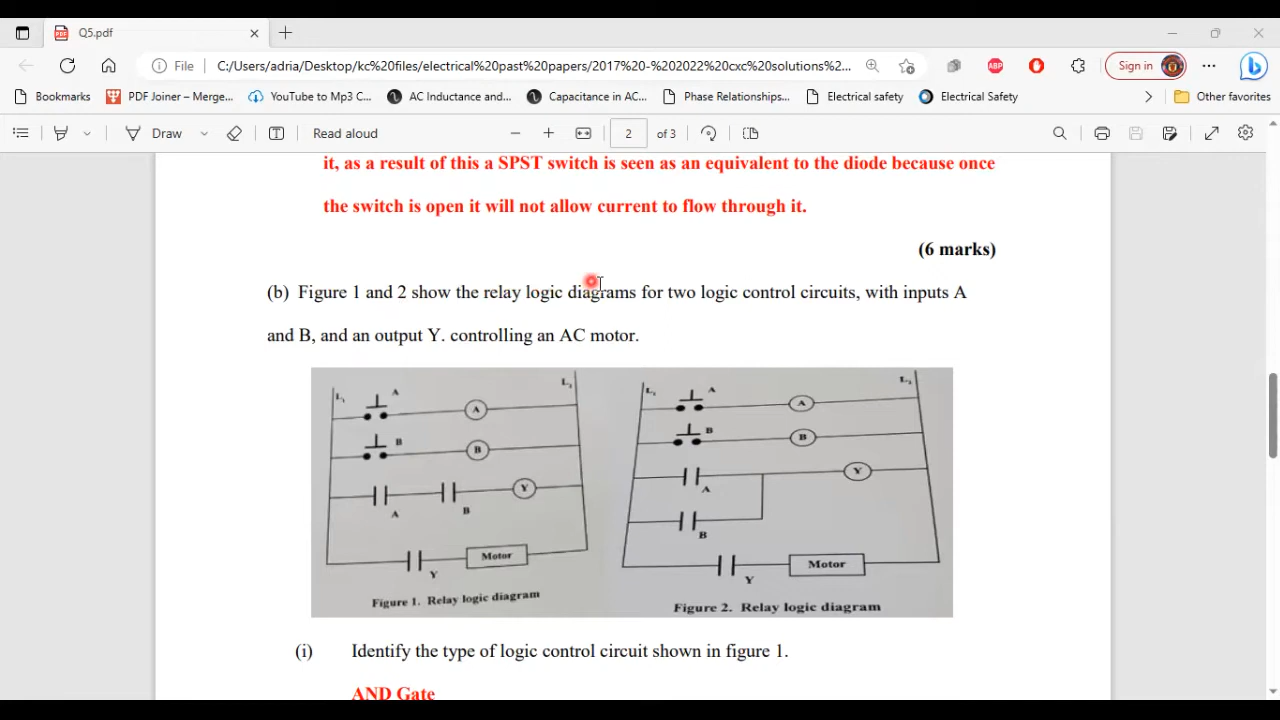 Q5.pdf
File C:/Users/adria/Desktop/kc%20files/electrical%20past%20papers/2017%20-%202022%20cxc%20solutions%2... ABP Sign in
Bookmarks PDF Joiner – Merge... YouTube to Mp3 C... AC Inductance and... Capacitance in AC... Phase Relationships... Electrical safety Electrical Safety Other favorites
Draw Read aloud 2 of 3
it, as a result of this a SPST switch is seen as an equivalent to the diode because once
the switch is open it will not allow current to flow through it.
(6 marks)
(b) Figure 1 and 2 show the relay logic diagrams for two logic control circuits, with inputs A
and B, and an output Y. controlling an AC motor.
L₁ A L₂
A
B
B
Y
A B
Motor
Y
Figure 1. Relay logic diagram
L₁ A L₂
A
B
B
Y
A
B
Motor
Y
Figure 2. Relay logic diagram
(i) Identify the type of logic control circuit shown in figure 1.
AND Gate